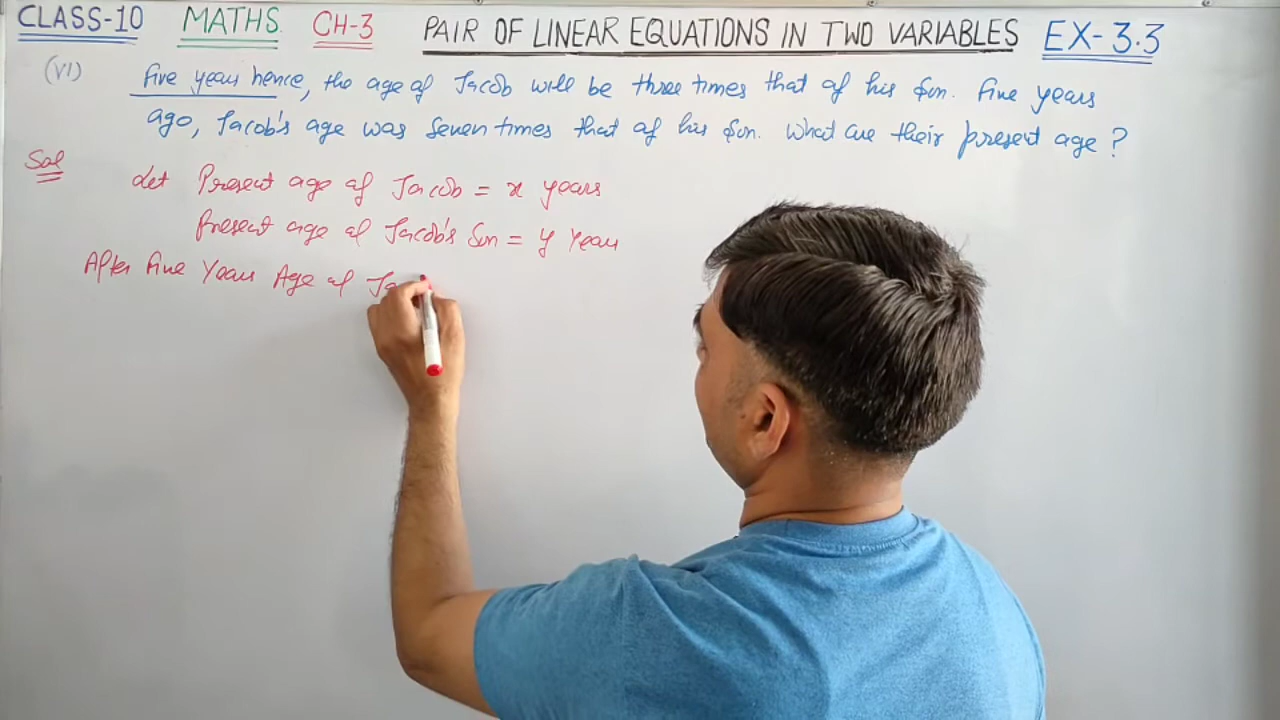 CLASS-10 MATHS. CH-3 PAIR OF LINEAR EQUATIONS IN TWO VARIABLES EX-3.3
(VI) Five years hence, the age of Jacob will be three times that of his son. Five years
ago, Jacob's age was seven times that of his son. What are their present age?
Sol Let Present age of Jacob = x years
Present age of Jacob's Son = y Years
After five Years Age of Ja